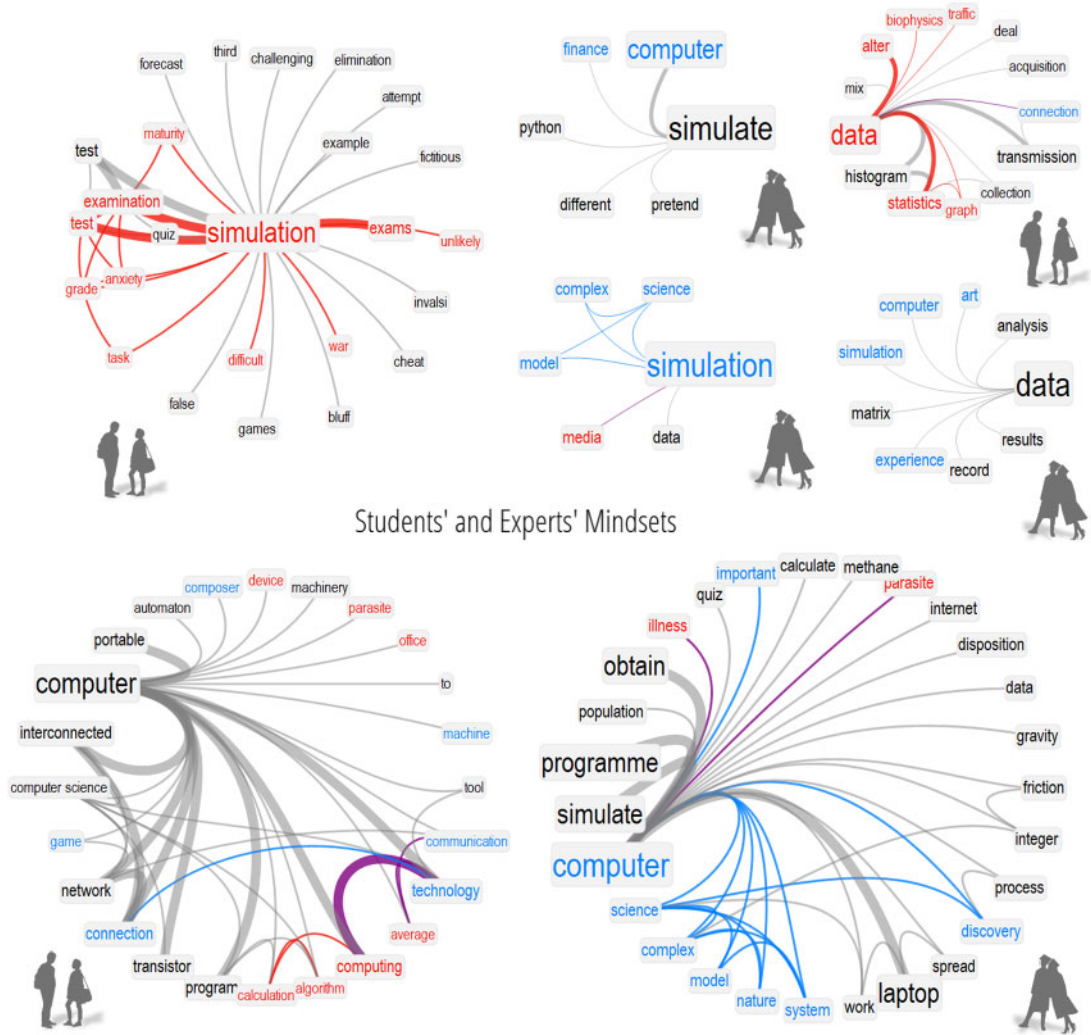 third
challenging
forecast
elimination
attempt
maturity
example
test
fictitious
examination
test
quiz
simulation
exams
unlikely
anxiety
grade
invalsi
task
difficult
war
cheat
false
games
bluff
finance
computer
python
simulate
different
pretend
biophysics
traffic
alter
deal
mix
acquisition
connection
data
transmission
histogram
collection
statistics
graph
complex
science
model
simulation
media
data
art
computer
analysis
simulation
data
matrix
results
experience
record
Students' and Experts' Mindsets
composer
device
machinery
automaton
parasite
portable
office
computer
to
interconnected
machine
computer science
tool
game
communication
network
technology
connection
average
transistor
computing
program
calculation
algorithm
important
calculate
methane
quiz
parasite
illness
internet
obtain
disposition
population
data
programme
gravity
simulate
friction
integer
computer
process
science
discovery
complex
spread
model
nature
system
work
laptop